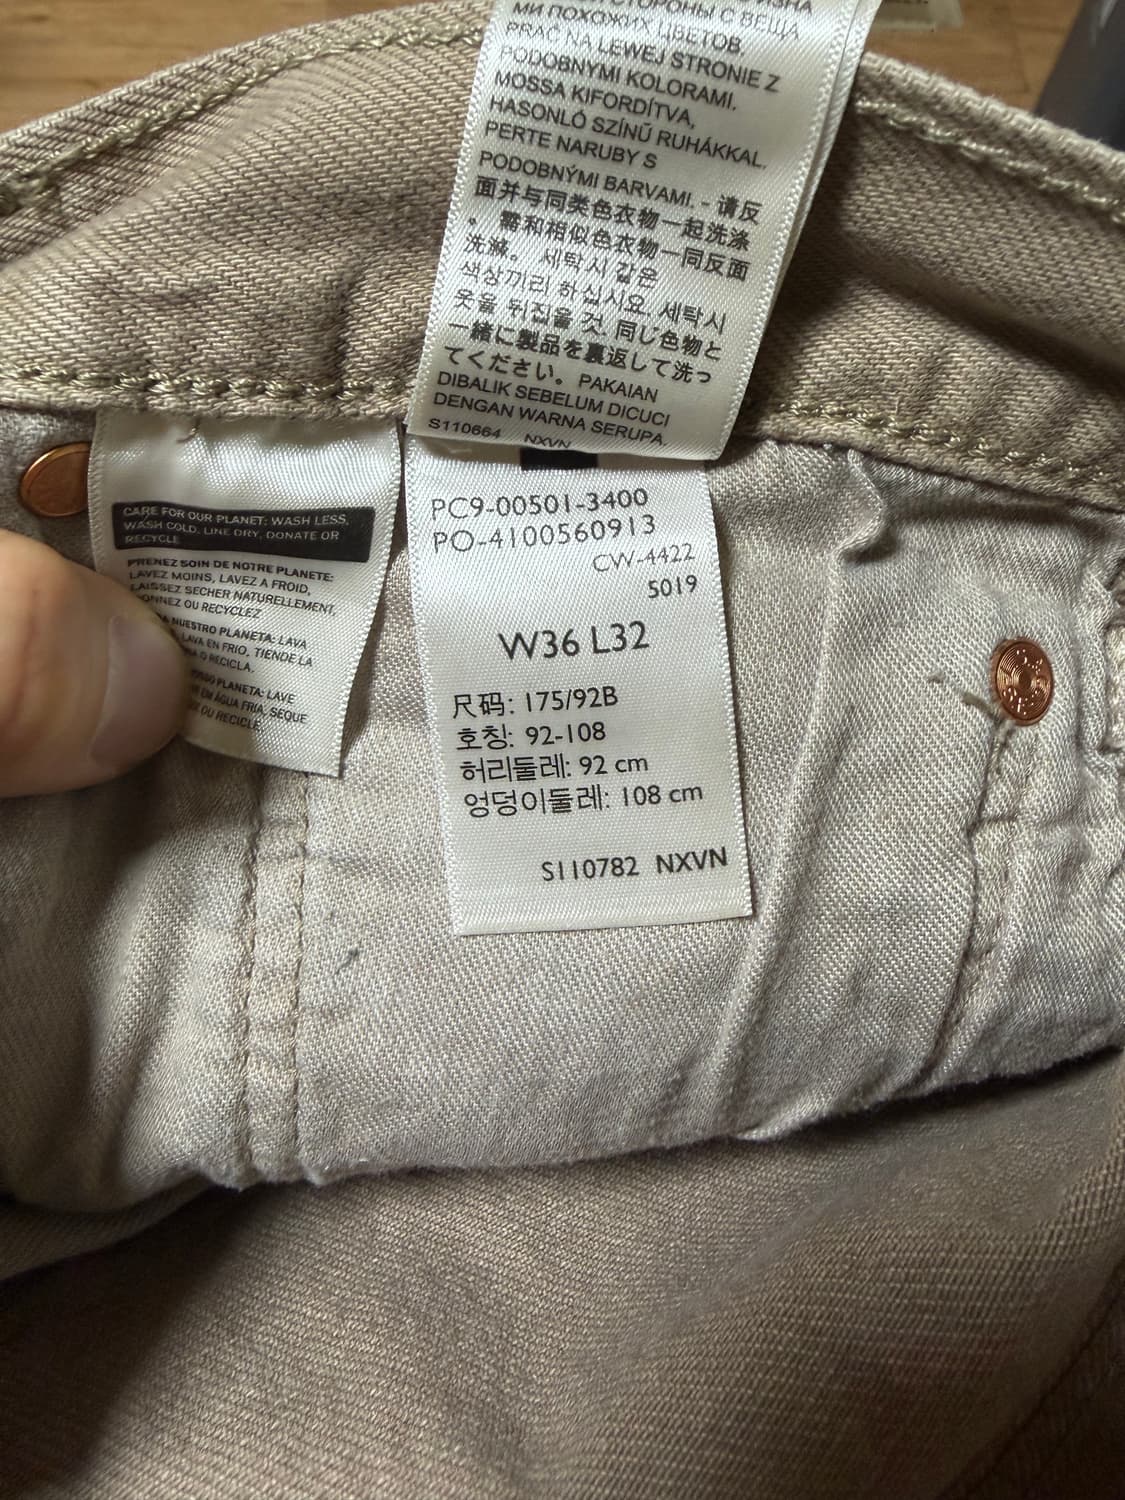 СТОРОНЫ С ВЕЩА
МИ ПОХОЖИХ ЦВЕТОВ.
PRAĆ NA LEWEJ STRONIE Z
PODOBNYMI KOLORAMI.
MOSSA KIFORDÍTVA,
HASONLÓ SZÍNŰ RUHÁKKAL.
PERTE NARUBY S
PODOBNÝMI BARVAMI. - 请反
面并与同类色衣物一起洗涤
。 需和相似色衣物一同反面
洗滌。 세탁시 같은
색상끼리 하십시요. 세탁시
옷을 뒤집을 것. 同じ色物と
一緒に製品を裏返して洗っ
てください。 PAKAIAN
DIBALIK SEBELUM DICUCI
DENGAN WARNA SERUPA.
S110664 NXVN
CARE FOR OUR PLANET: WASH LESS,
WASH COLD, LINE DRY, DONATE OR
RECYCLE
PRENEZ SOIN DE NOTRE PLANETE:
LAVEZ MOINS, LAVEZ A FROID,
LAISSEZ SECHER NATURELLEMENT,
OU RECYCLEZ
NUESTRO PLANETA: LAVA
LAVA EN FRIO, TIENDE LA
O RECICLA.
PLANETA: LAVE
EM ÁGUA FRIA, SEQUE
OU RECICLE
PC9-00501-3400
PO-4100560913
CW-4422
5019
W36 L32
尺码: 175/92B
호칭: 92-108
허리둘레: 92 cm
엉덩이둘레: 108 cm
S110782 NXVN